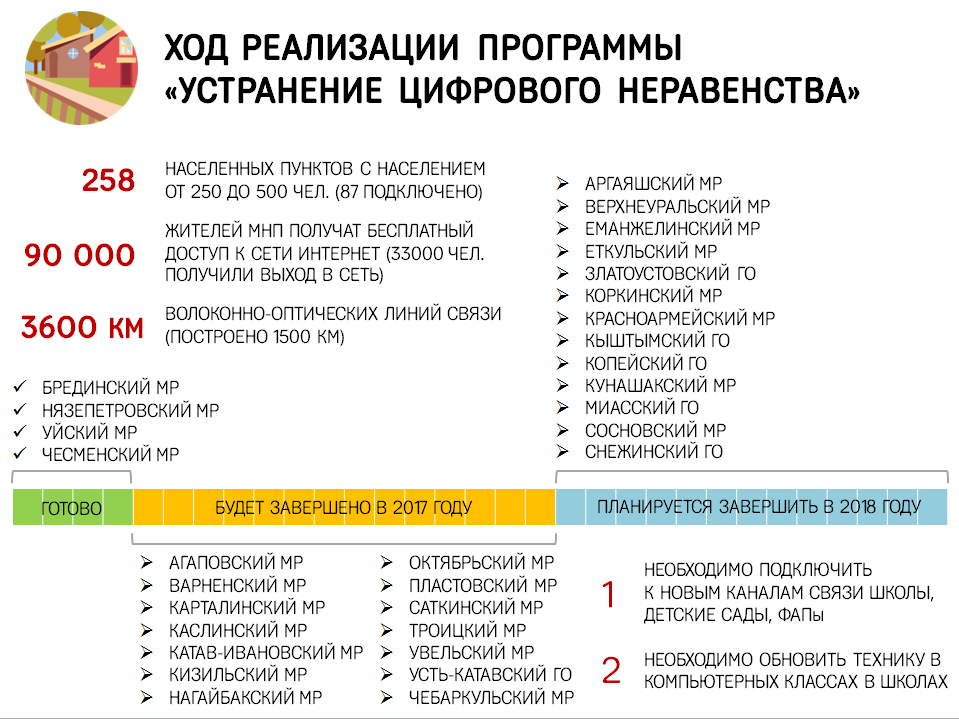 ХОД РЕАЛИЗАЦИИ ПРОГРАММЫ
«УСТРАНЕНИЕ ЦИФРОВОГО НЕРАВЕНСТВА»
258
НАСЕЛЕННЫХ ПУНКТОВ С НАСЕЛЕНИЕМ
ОТ 250 ДО 500 ЧЕЛ. (87 ПОДКЛЮЧЕНО)
90 000
ЖИТЕЛЕЙ МНП ПОЛУЧАТ БЕСПЛАТНЫЙ
ДОСТУП К СЕТИ ИНТЕРНЕТ (33000 ЧЕЛ.
ПОЛУЧИЛИ ВЫХОД В СЕТЬ)
3600 КМ
ВОЛОКОННО-ОПТИЧЕСКИХ ЛИНИЙ СВЯЗИ
(ПОСТРОЕНО 1500 КМ)
БРЕДИНСКИЙ МР
НЯЗЕПЕТРОВСКИЙ МР
УЙСКИЙ МР
ЧЕСМЕНСКИЙ МР
АРГАЯШСКИЙ МР
ВЕРХНЕУРАЛЬСКИЙ МР
ЕМАНЖЕЛИНСКИЙ МР
ЕТКУЛЬСКИЙ МР
ЗЛАТОУСТОВСКИЙ ГО
КОРКИНСКИЙ МР
КРАСНОАРМЕЙСКИЙ МР
КЫШТЫМСКИЙ ГО
КОПЕЙСКИЙ ГО
КУНАШАКСКИЙ МР
МИАССКИЙ ГО
СОСНОВСКИЙ МР
СНЕЖИНСКИЙ ГО
ГОТОВО
БУДЕТ ЗАВЕРШЕНО В 2017 ГОДУ
ПЛАНИРУЕТСЯ ЗАВЕРШИТЬ В 2018 ГОДУ
АГАПОВСКИЙ МР
ВАРНЕНСКИЙ МР
КАРТАЛИНСКИЙ МР
КАСЛИНСКИЙ МР
КАТАВ-ИВАНОВСКИЙ МР
КИЗИЛЬСКИЙ МР
НАГАЙБАКСКИЙ МР
ОКТЯБРЬСКИЙ МР
ПЛАСТОВСКИЙ МР
САТКИНСКИЙ МР
ТРОИЦКИЙ МР
УВЕЛЬСКИЙ МР
УСТЬ-КАТАВСКИЙ ГО
ЧЕБАРКУЛЬСКИЙ МР
1
НЕОБХОДИМО ПОДКЛЮЧИТЬ
К НОВЫМ КАНАЛАМ СВЯЗИ ШКОЛЫ,
ДЕТСКИЕ САДЫ, ФАПы
2
НЕОБХОДИМО ОБНОВИТЬ ТЕХНИКУ В
КОМПЬЮТЕРНЫХ КЛАССАХ В ШКОЛАХ